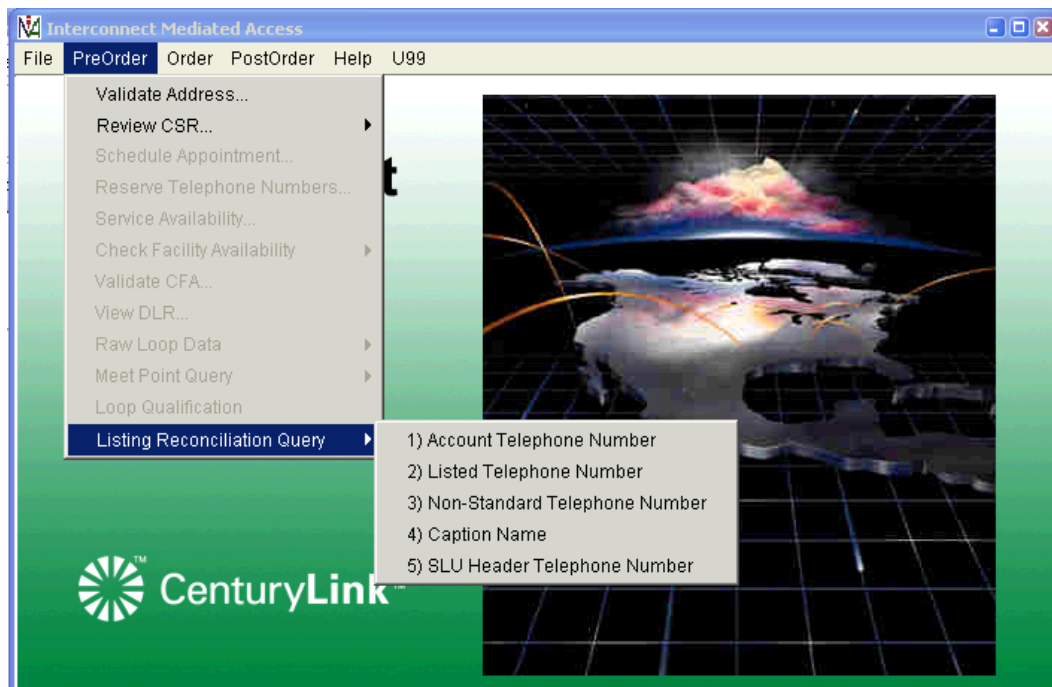 Interconnect Mediated Access
File PreOrder Order PostOrder Help U99
Validate Address...
Review CSR...
Schedule Appointment...
Reserve Telephone Numbers...
Service Availability...
Check Facility Availability
Validate CFA...
View DLR...
Raw Loop Data
Meet Point Query
Loop Qualification
Listing Reconciliation Query
1) Account Telephone Number
2) Listed Telephone Number
3) Non-Standard Telephone Number
4) Caption Name
5) SLU Header Telephone Number
t
CenturyLink™